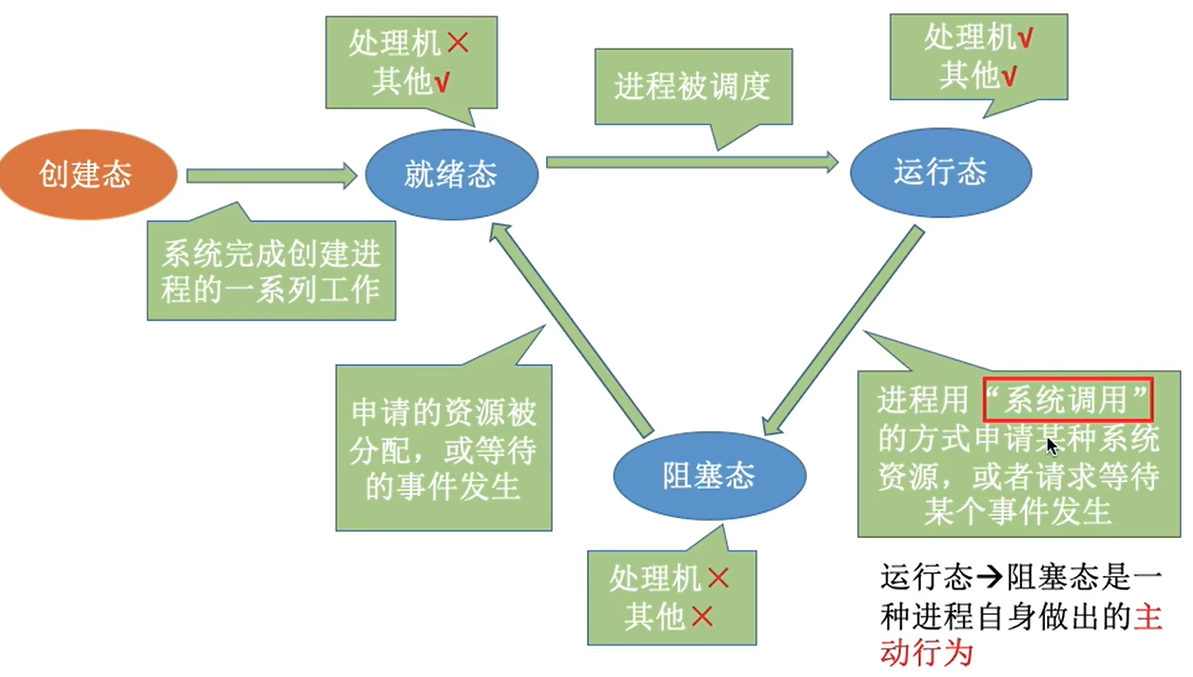 处理机×
其他√
进程被调度
处理机√
其他√
创建态
就绪态
运行态
系统完成创建进
程的一系列工作
申请的资源被
分配，或等待
的事件发生
进程用“系统调用”
的方式申请某种系统
资源，或者请求等待
某个事件发生
阻塞态
处理机×
其他×
运行态→阻塞态是一
种进程自身做出的主
动行为